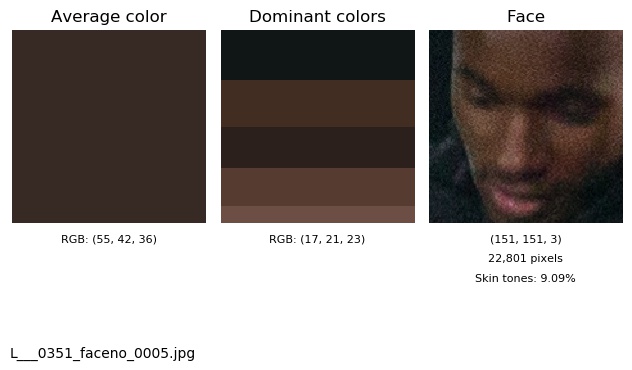 Average color
Dominant colors
Face
RGB: (55, 42, 36)
RGB: (17, 21, 23)
(151, 151, 3)
22,801 pixels
Skin tones: 9.09%
L___0351_faceno_0005.jpg